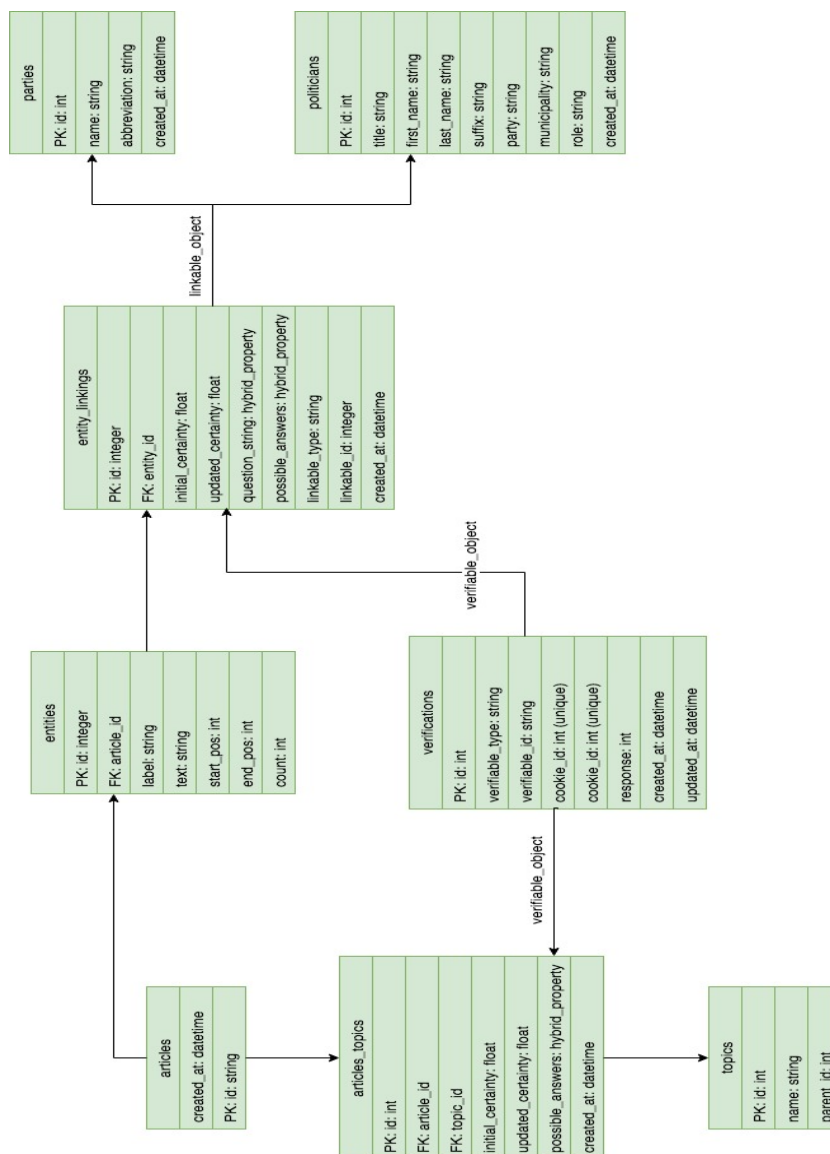 parties
PK: id: int
name: string
abbreviation: string
created_at: datetime
politicians
PK: id: int
title: string
first_name: string
last_name: string
suffix: string
party: string
municipality: string
role: string
created_at: datetime
linkable_object
entity_linkings
PK: id: integer
FK: entity_id
initial_certainty: float
updated_certainty: float
question_string: hybrid_property
possible_answers: hybrid_property
linkable_type: string
linkable_id: integer
created_at: datetime
verifiable_object
entities
PK: id: integer
FK: article_id
label: string
text: string
start_pos: int
end_pos: int
count: int
verifications
PK: id: int
verifiable_type: string
verifiable_id: string
cookie_id: int (unique)
cookie_id: int (unique)
response: int
created_at: datetime
updated_at: datetime
verifiable_object
articles
created_at: datetime
PK: id: string
articles_topics
PK: id: int
FK: article_id
FK: topic_id
initial_certainty: float
updated_certainty: float
possible_answers: hybrid_property
created_at: datetime
topics
PK: id: int
name: string
parent_id: int